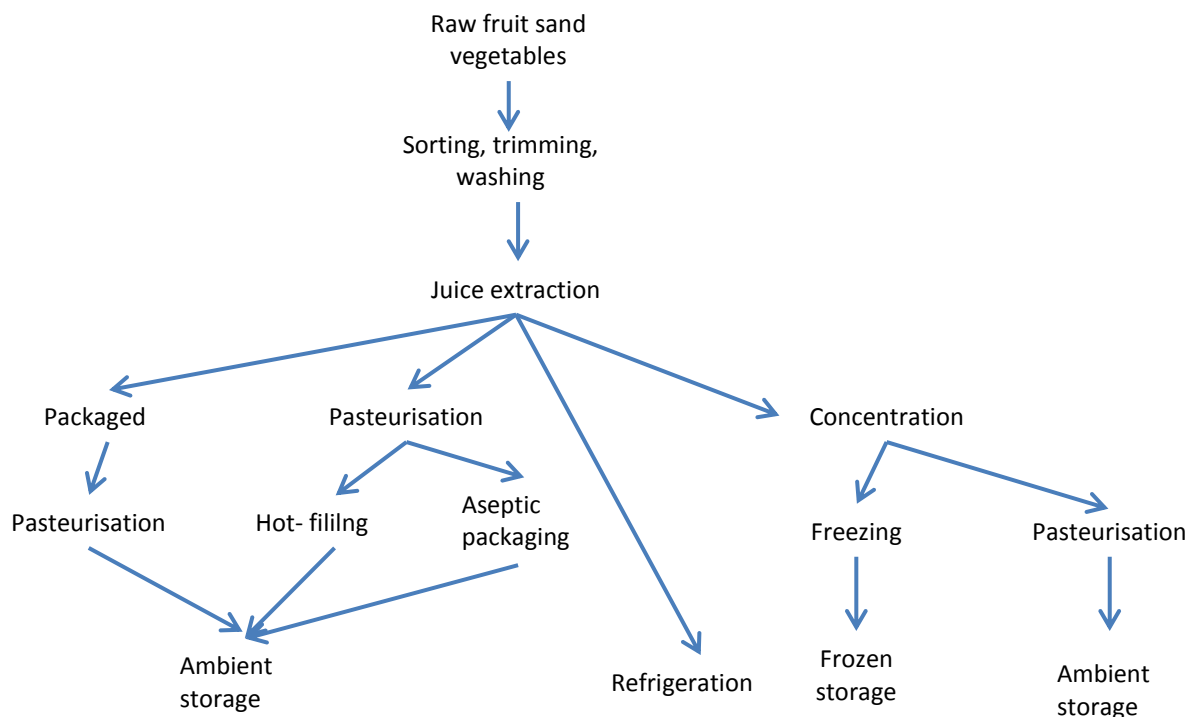 Raw fruit sand
vegetables
Sorting, trimming,
washing
Juice extraction
Packaged
Pasteurisation
Concentration
Pasteurisation
Hot- fililng
Aseptic
packaging
Freezing
Pasteurisation
Ambient
storage
Refrigeration
Frozen
storage
Ambient
storage